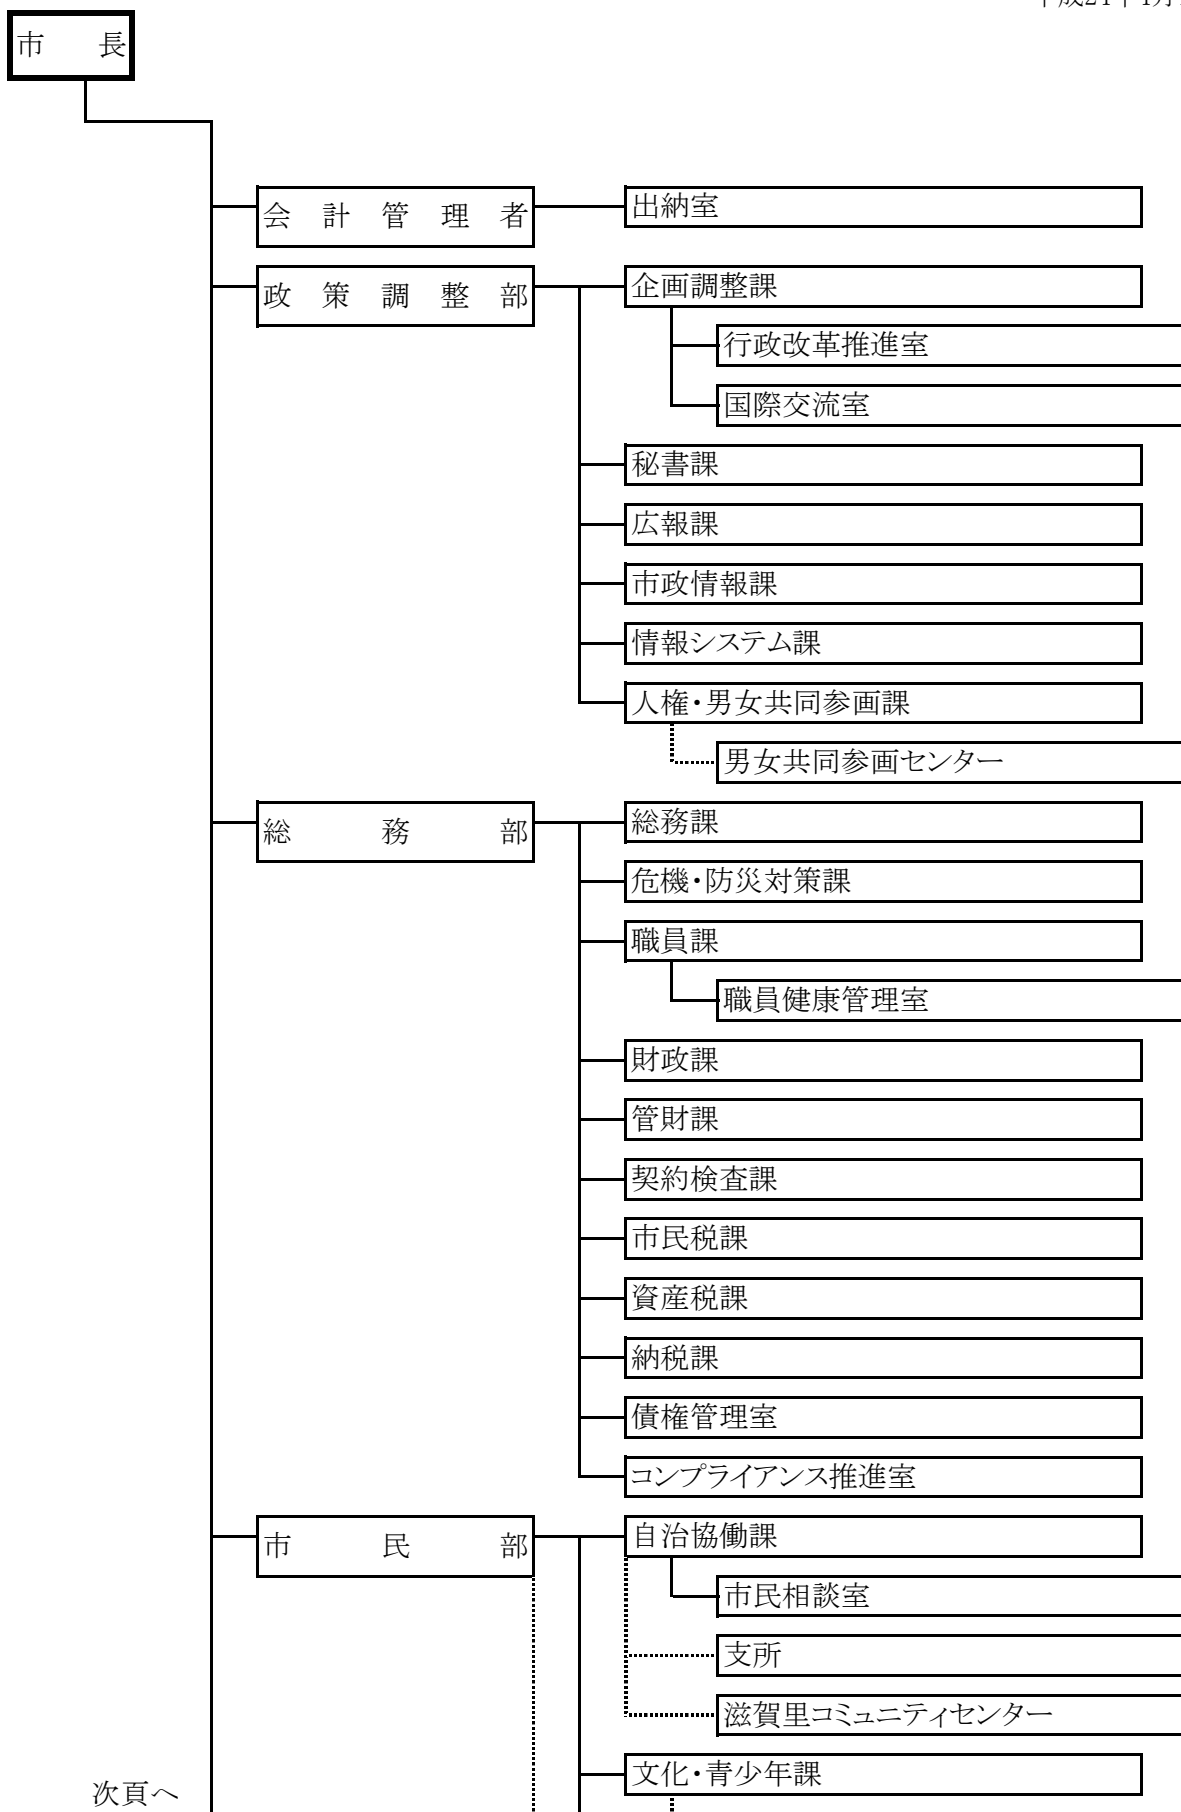 市　長
会計管理者
出納室
政策調整部
企画調整課
行政改革推進室
国際交流室
秘書課
広報課
市政情報課
情報システム課
人権・男女共同参画課
男女共同参画センター
総務部
総務課
危機・防災対策課
職員課
職員健康管理室
財政課
管財課
契約検査課
市民税課
資産税課
納税課
債権管理室
コンプライアンス推進室
市民部
自治協働課
市民相談室
支所
滋賀里コミュニティセンター
文化・青少年課
次頁へ